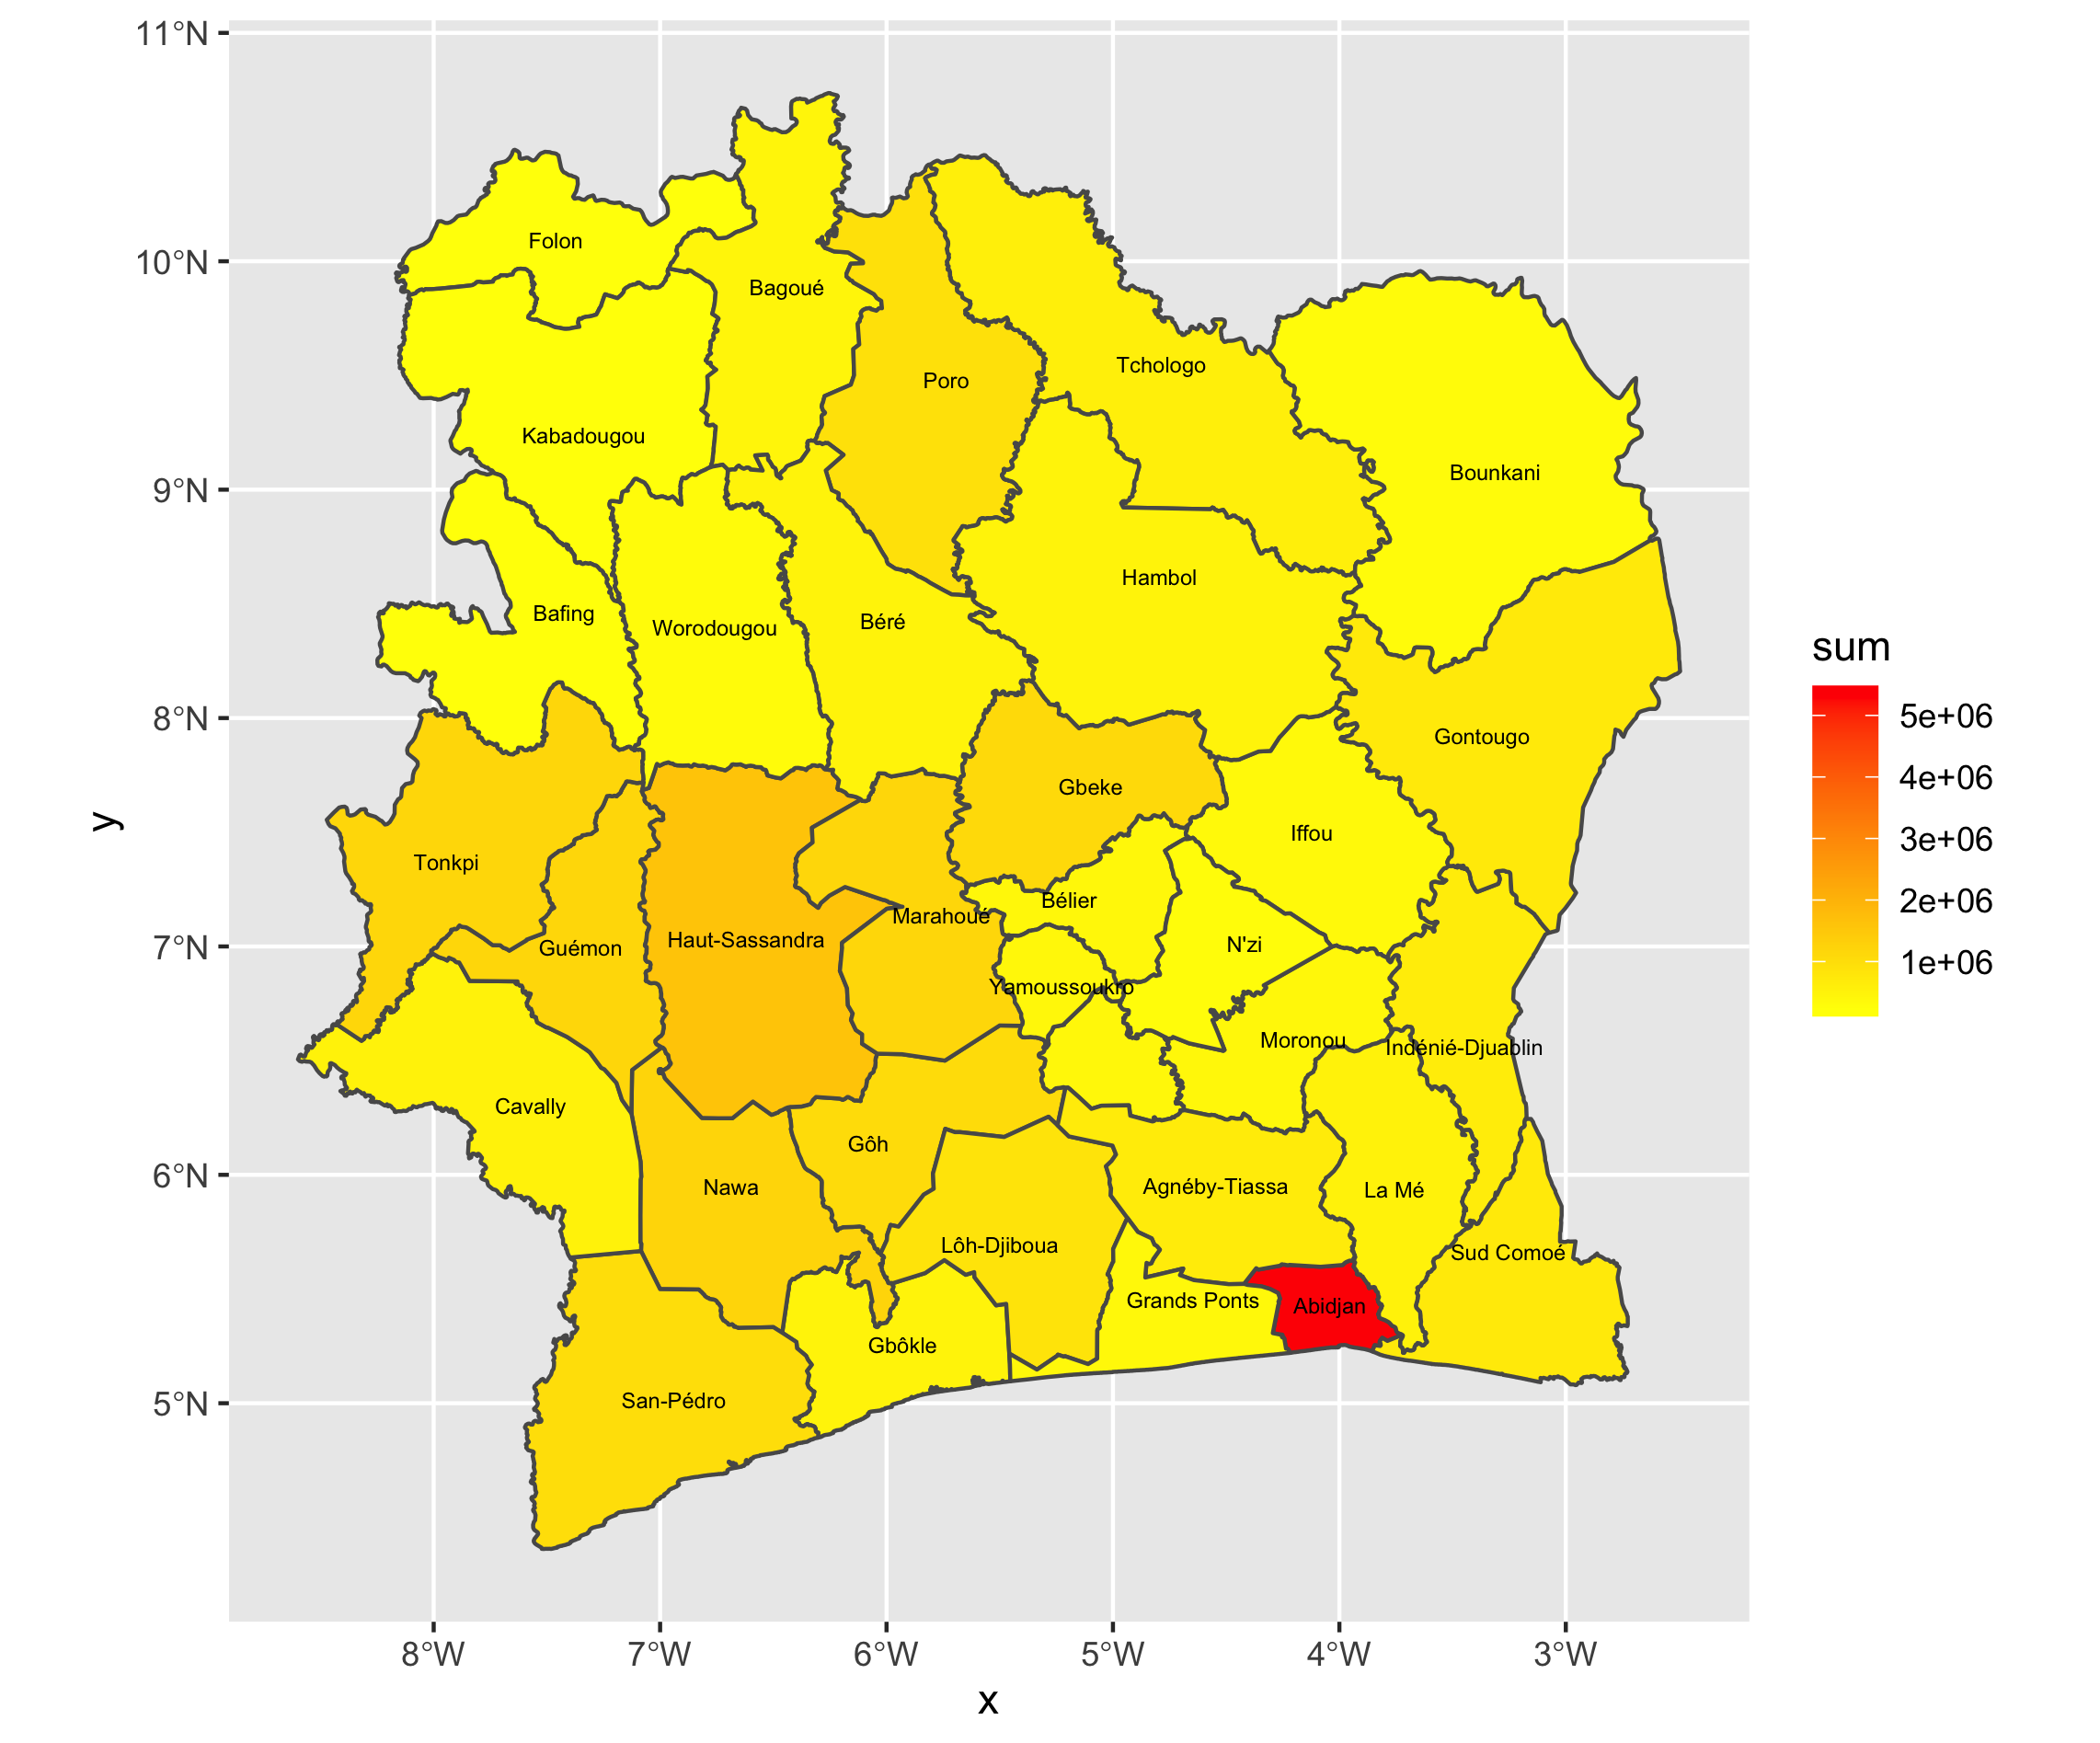 11°N
10°N
9°N
8°N
7°N
6°N
5°N
y
Folon
Bagoué
Tchologo
Poro
Kabadougou
Bounkani
Hambol
Bafing
Béré
Worodougou
Gontougo
Gbeke
Iffou
Tonkpi
Bélier
Marahoué
Haut-Sassandra
N'zi
Guémon
Yamoussoukro
Moronou
Indénié-Djuablin
Cavally
Gôh
Agnéby-Tiassa
Nawa
La Mé
Lôh-Djiboua
Sud Comoé
Grands Ponts
Abidjan
Gbôkle
San-Pédro
8°W
7°W
6°W
5°W
4°W
3°W
x
sum
5e+06
4e+06
3e+06
2e+06
1e+06